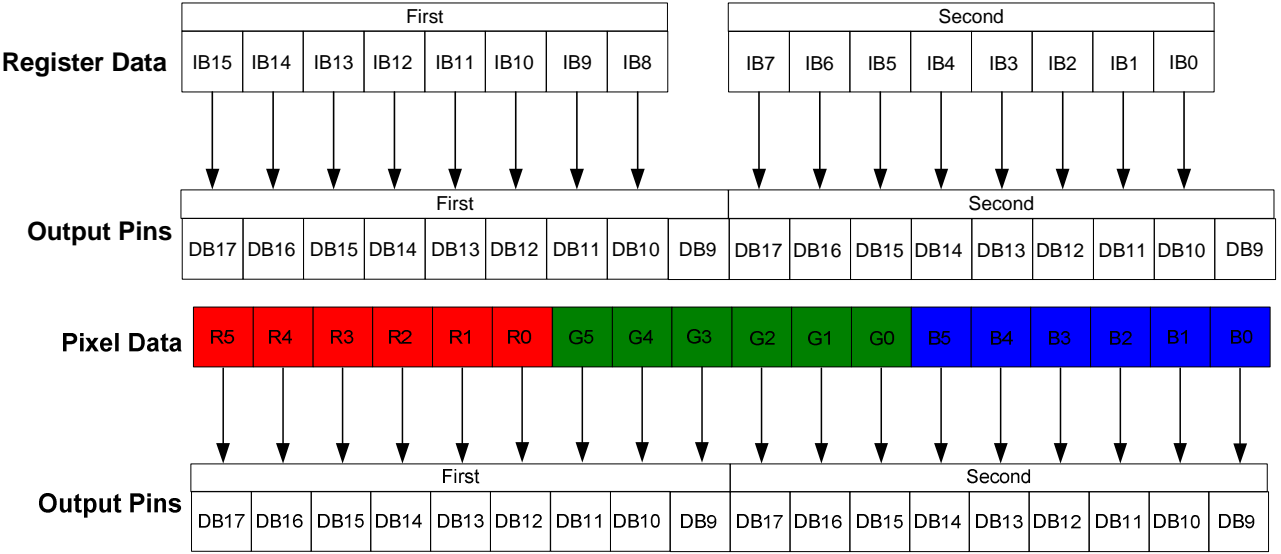 First Second
Register Data IB15 IB14 IB13 IB12 IB11 IB10 IB9 IB8 IB7 IB6 IB5 IB4 IB3 IB2 IB1 IB0
First Second
Output Pins DB17 DB16 DB15 DB14 DB13 DB12 DB11 DB10 DB9 DB17 DB16 DB15 DB14 DB13 DB12 DB11 DB10 DB9
Pixel Data R5 R4 R3 R2 R1 R0 G5 G4 G3 G2 G1 G0 B5 B4 B3 B2 B1 B0
First Second
Output Pins DB17 DB16 DB15 DB14 DB13 DB12 DB11 DB10 DB9 DB17 DB16 DB15 DB14 DB13 DB12 DB11 DB10 DB9